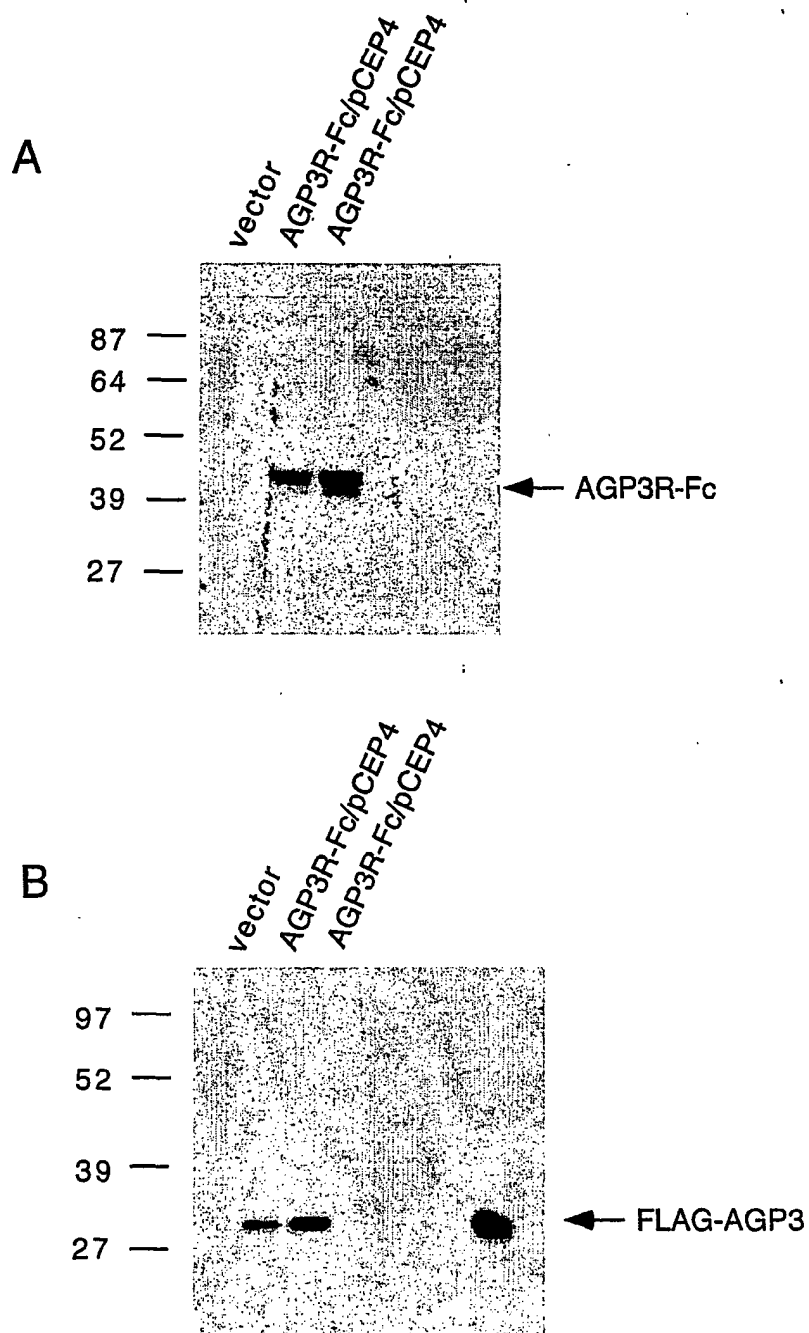 A
vector
AGP3R-Fc/pCEP4
AGP3R-Fc/pCEP4
87
64
52
39
27
AGP3R-Fc
B
vector
AGP3R-Fc/pCEP4
AGP3R-Fc/pCEP4
97
52
39
27
FLAG-AGP3